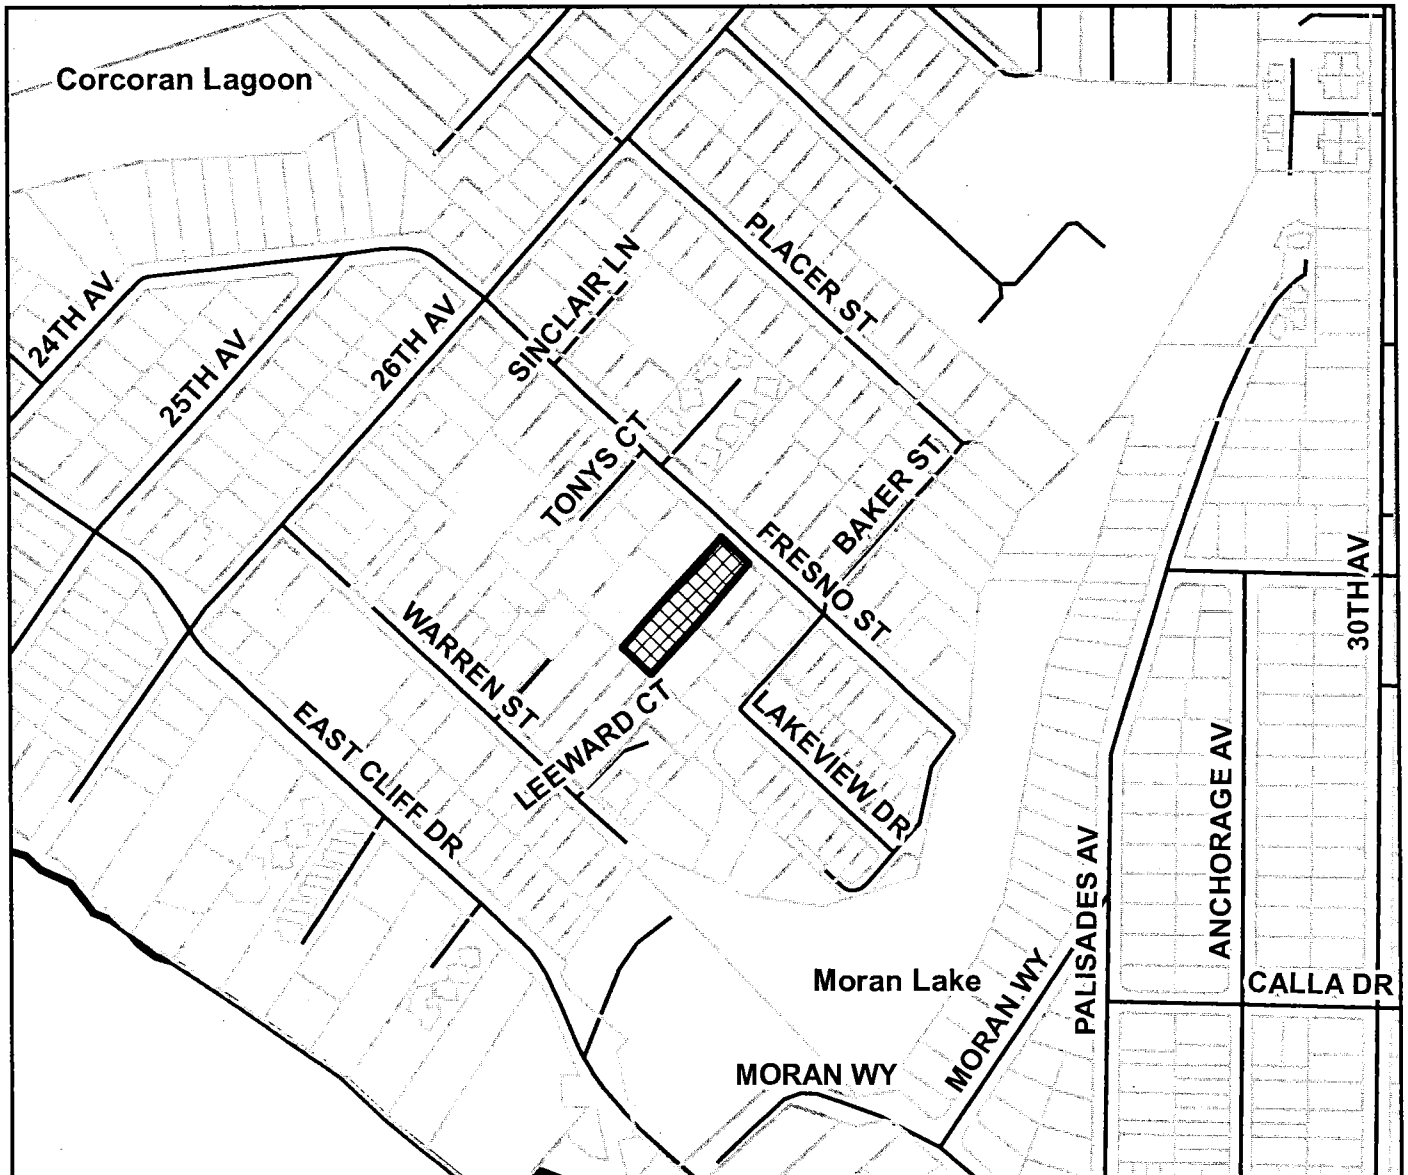 Corcoran Lagoon
PLACER ST
SINCLAIR LN
24TH AV
25TH AV
26TH AV
TONYS CT
BAKER ST
FRESNO ST
30TH AV
WARREN ST
LEEWARD CT
LAKEVIEW DR
EAST CLIFF DR
ANCHORAGE AV
PALISADES AV
Moran Lake
MORAN WY
CALLA DR
MORAN WY